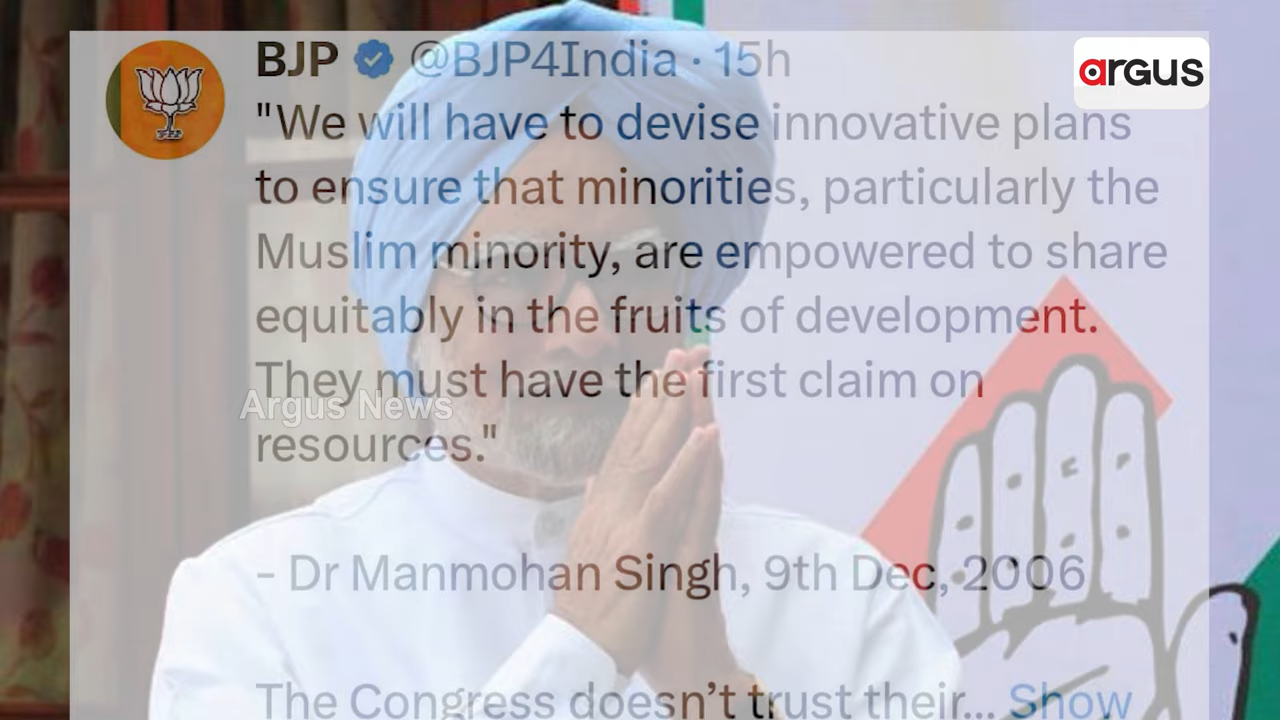 BJP @BJP4India · 15h
argus
"We will have to devise innovative plans
to ensure that minorities, particularly the
Muslim minority, are empowered to share
equitably in the fruits of development.
They must have the first claim on
Argus News
resources."
– Dr Manmohan Singh, 9th Dec, 2006
The Congress doesn’t trust their... Show